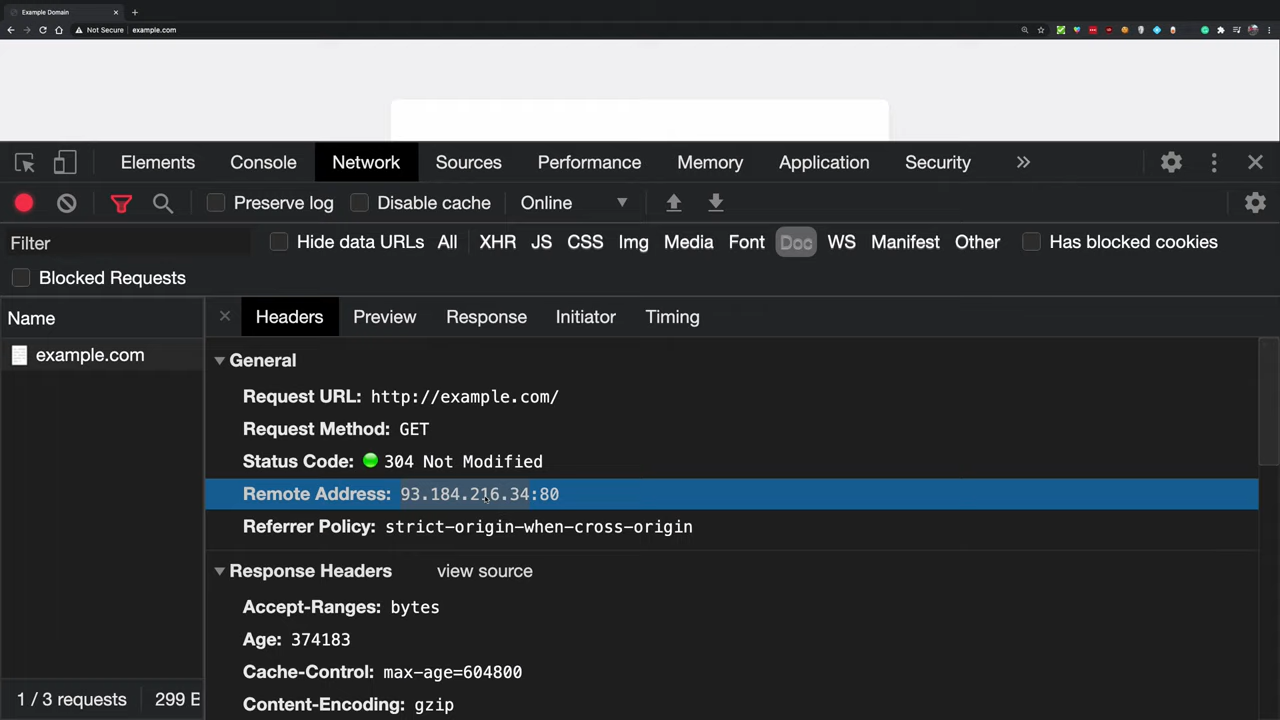 Example Domain
Not Secure example.com
Elements Console Network Sources Performance Memory Application Security
Preserve log Disable cache Online
Filter Hide data URLs All XHR JS CSS Img Media Font Doc WS Manifest Other Has blocked cookies
Blocked Requests
Name Headers Preview Response Initiator Timing
example.com
General
Request URL: http://example.com/
Request Method: GET
Status Code: 304 Not Modified
Remote Address: 93.184.216.34:80
Referrer Policy: strict-origin-when-cross-origin
Response Headers view source
Accept-Ranges: bytes
Age: 374183
Cache-Control: max-age=604800
Content-Encoding: gzip
1 / 3 requests 299 B